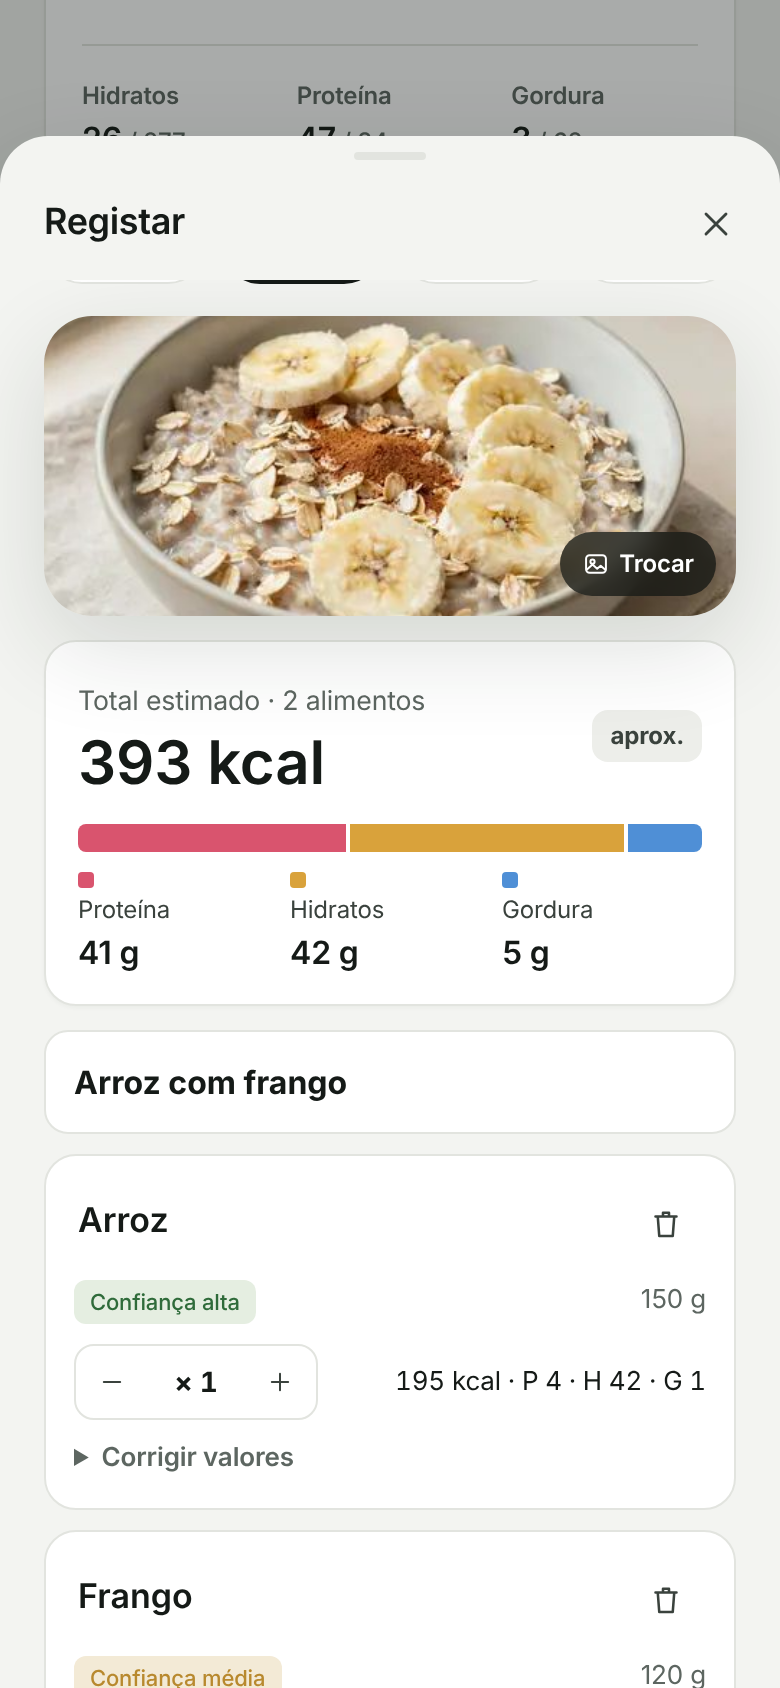 Hidratos Proteína Gordura
Registar
Trocar
Total estimado · 2 alimentos
393 kcal
aprox.
Proteína Hidratos Gordura
41 g 42 g 5 g
Arroz com frango
Arroz
Confiança alta 150 g
− × 1 + 195 kcal · P 4 · H 42 · G 1
Corrigir valores
Frango
Confiança média 120 g